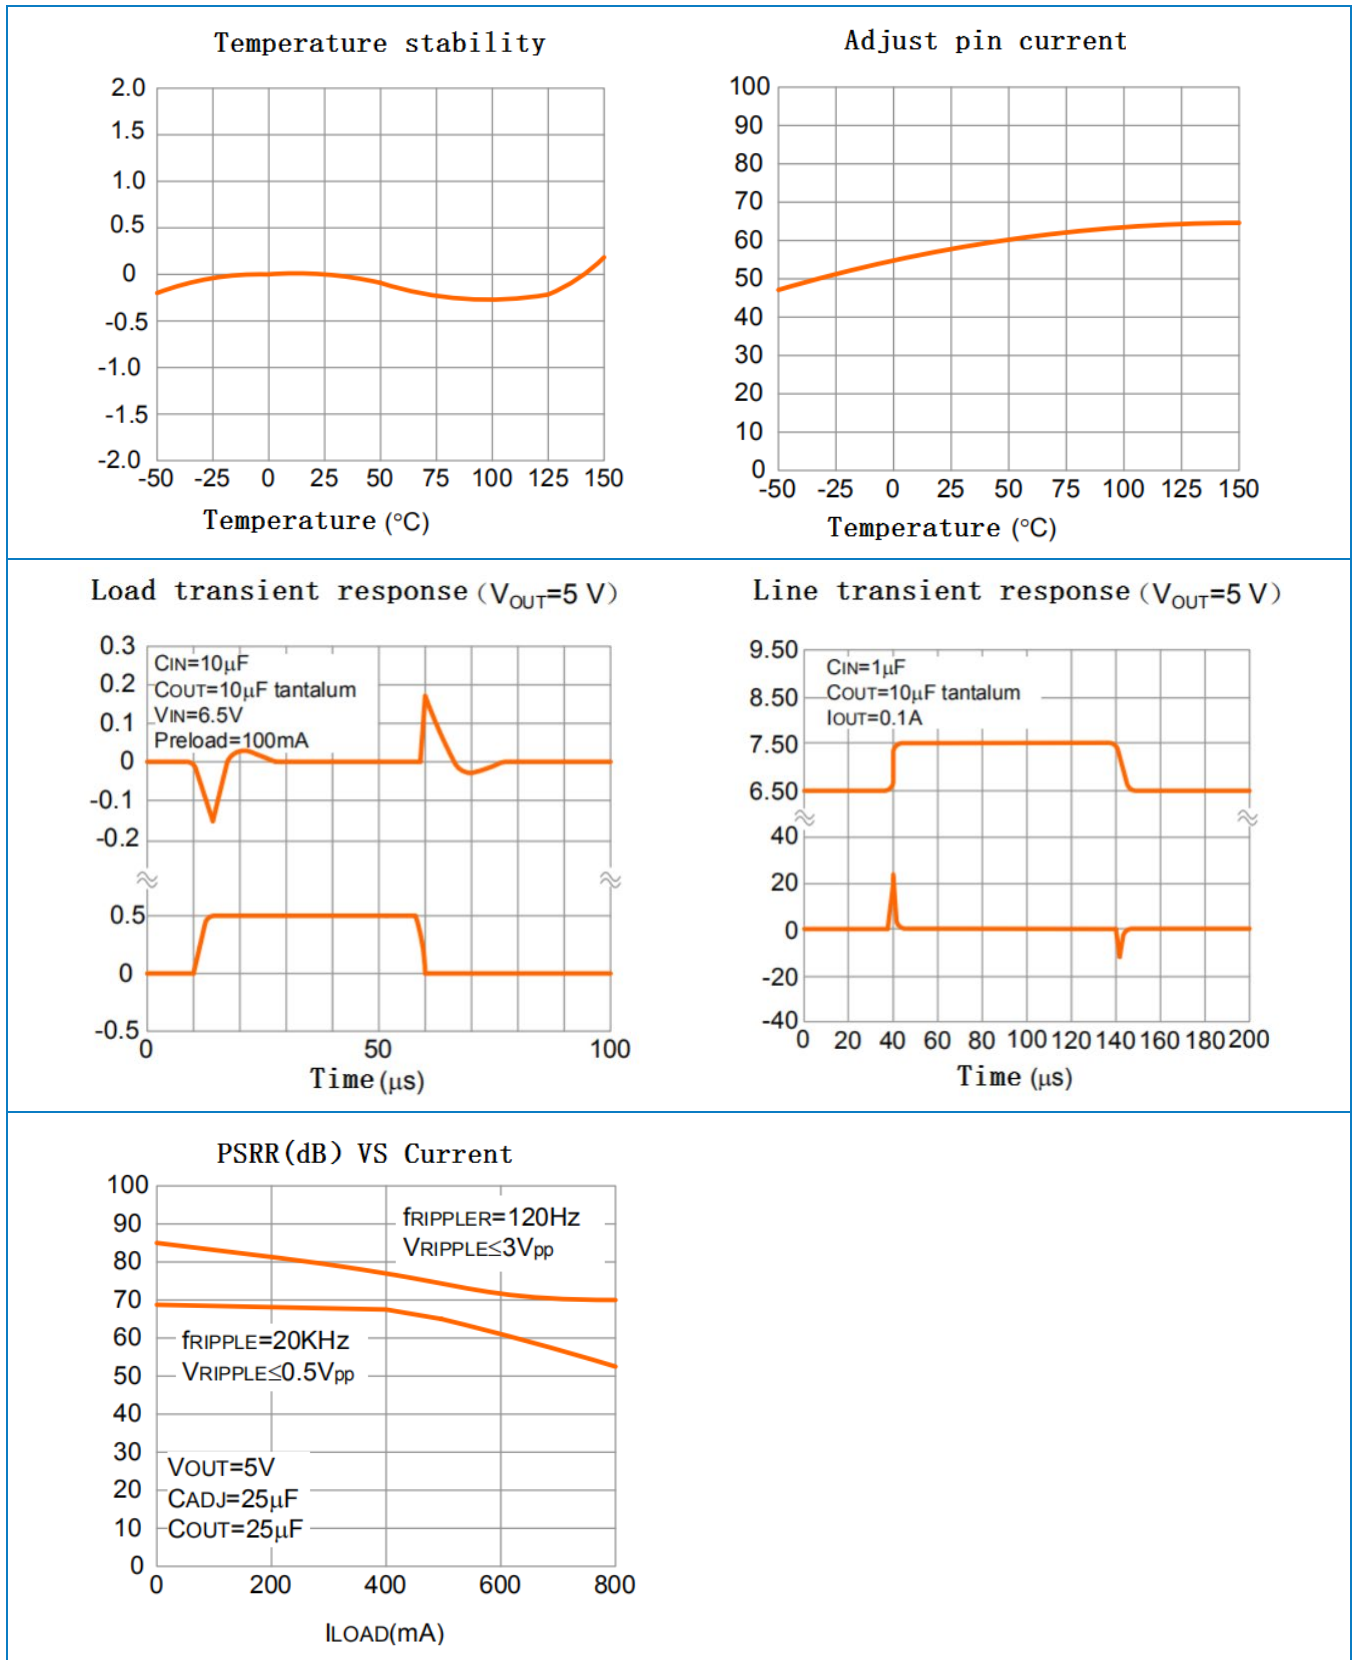 Temperature stability
2.0
1.5
1.0
0.5
0
-0.5
-1.0
-1.5
-2.0
-50 -25 0 25 50 75 100 125 150
Temperature (°C)
Adjust pin current
100
90
80
70
60
50
40
30
20
10
0
-50 -25 0 25 50 75 100 125 150
Temperature (°C)
Load transient response (VOUT=5 V)
0.3
0.2
0.1
0
-0.1
-0.2
0.5
0
-0.5
CIN=10μF
COUT=10μF tantalum
VIN=6.5V
Preload=100mA
0 50 100
Time (μs)
Line transient response (VOUT=5 V)
9.50
8.50
7.50
6.50
40
20
0
-20
-40
CIN=1μF
COUT=10μF tantalum
IOUT=0.1A
0 20 40 60 80 100 120 140 160 180 200
Time (μs)
PSRR(dB) VS Current
100
90
80
70
60
50
40
30
20
10
0
fRIPPLER=120Hz
VRIPPLE≤3Vpp
fRIPPLE=20KHz
VRIPPLE≤0.5Vpp
VOUT=5V
CADJ=25μF
COUT=25μF
0 200 400 600 800
ILOAD(mA)